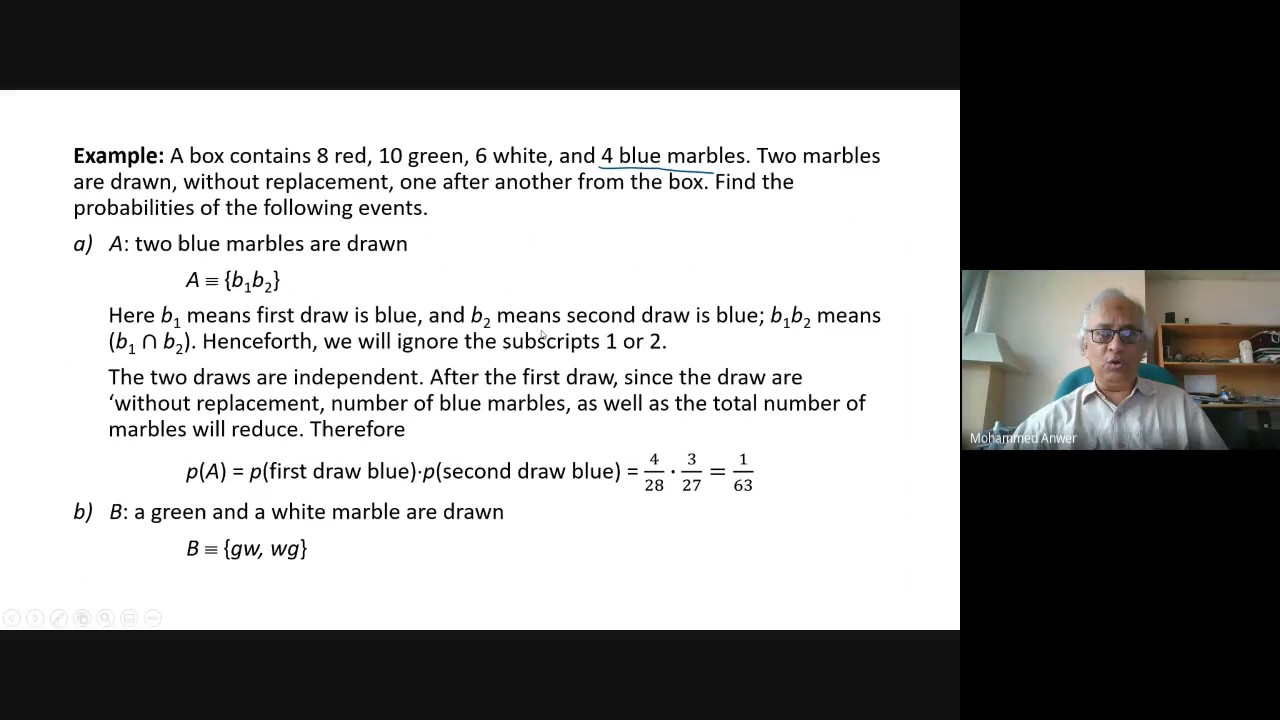 Example: A box contains 8 red, 10 green, 6 white, and 4 blue marbles. Two marbles
are drawn, without replacement, one after another from the box. Find the
probabilities of the following events.
a) A: two blue marbles are drawn
A ≡ {b₁b₂}
Here b₁ means first draw is blue, and b₂ means second draw is blue; b₁b₂ means
(b₁ ∩ b₂). Henceforth, we will ignore the subscripts 1 or 2.
The two draws are independent. After the first draw, since the draw are
‘without replacement, number of blue marbles, as well as the total number of
marbles will reduce. Therefore
p(A) = p(first draw blue)·p(second draw blue) = 4/28 · 3/27 = 1/63
b) B: a green and a white marble are drawn
B ≡ {gw, wg}
Mohammed Anwer